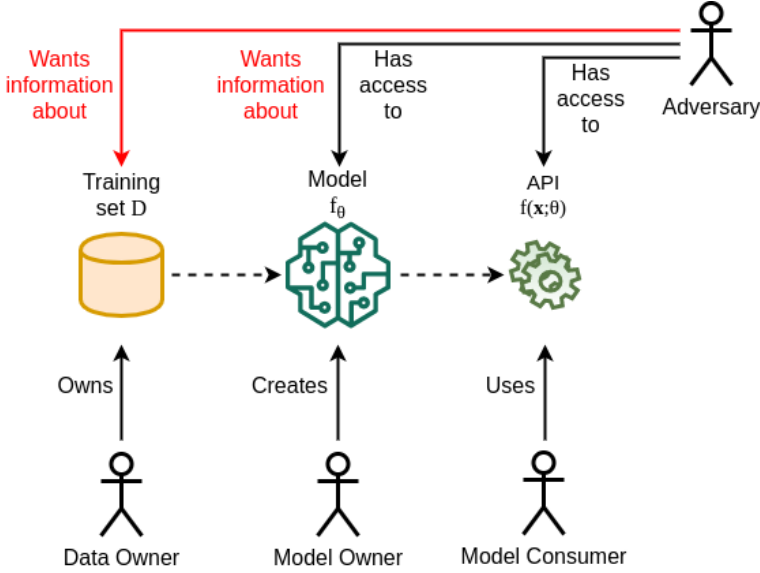 Wants
information
about
Wants
information
about
Has
access
to
Has
access
to
Adversary
Training
set D
Model
fθ
API
f(x;θ)
Owns
Creates
Uses
Data Owner
Model Owner
Model Consumer